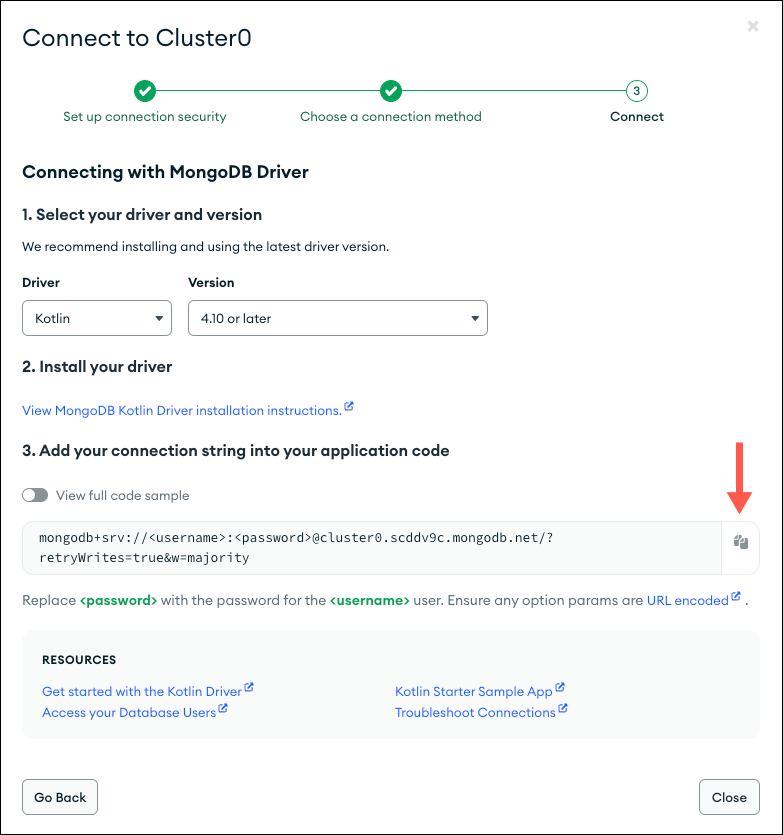 Connect to Cluster0
Set up connection security
Choose a connection method
3
Connect
Connecting with MongoDB Driver
1. Select your driver and version
We recommend installing and using the latest driver version.
Driver
Version
Kotlin
4.10 or later
2. Install your driver
View MongoDB Kotlin Driver installation instructions.
3. Add your connection string into your application code
View full code sample
mongodb+srv://<username>:<password>@cluster0.scddv9c.mongodb.net/?
retryWrites=true&w=majority
Replace <password> with the password for the <username> user. Ensure any option params are URL encoded .
RESOURCES
Get started with the Kotlin Driver
Kotlin Starter Sample App
Access your Database Users
Troubleshoot Connections
Go Back
Close